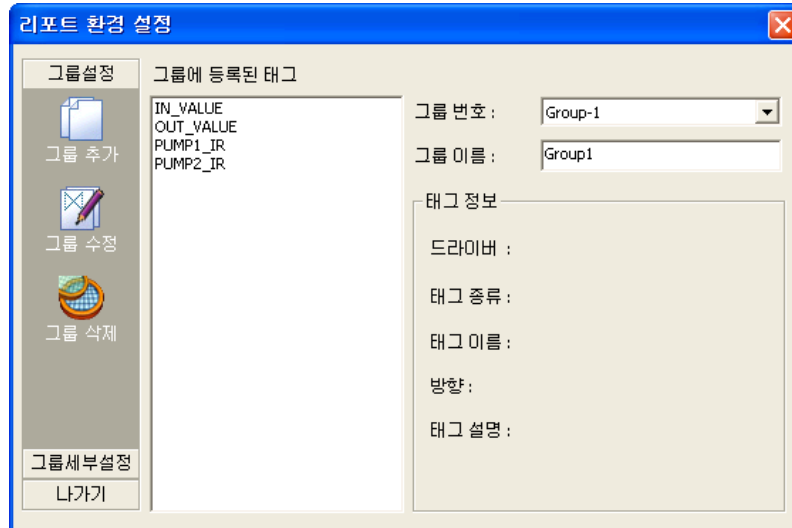 리포트 환경 설정
그룹설정
그룹 추가
그룹 수정
그룹 삭제
그룹세부설정
나가기
그룹에 등록된 태그
IN_VALUE
OUT_VALUE
PUMP1_IR
PUMP2_IR
그룹 번호 : Group-1
그룹 이름 : Group1
태그 정보
드라이버 :
태그 종류 :
태그 이름 :
방향 :
태그 설명 :